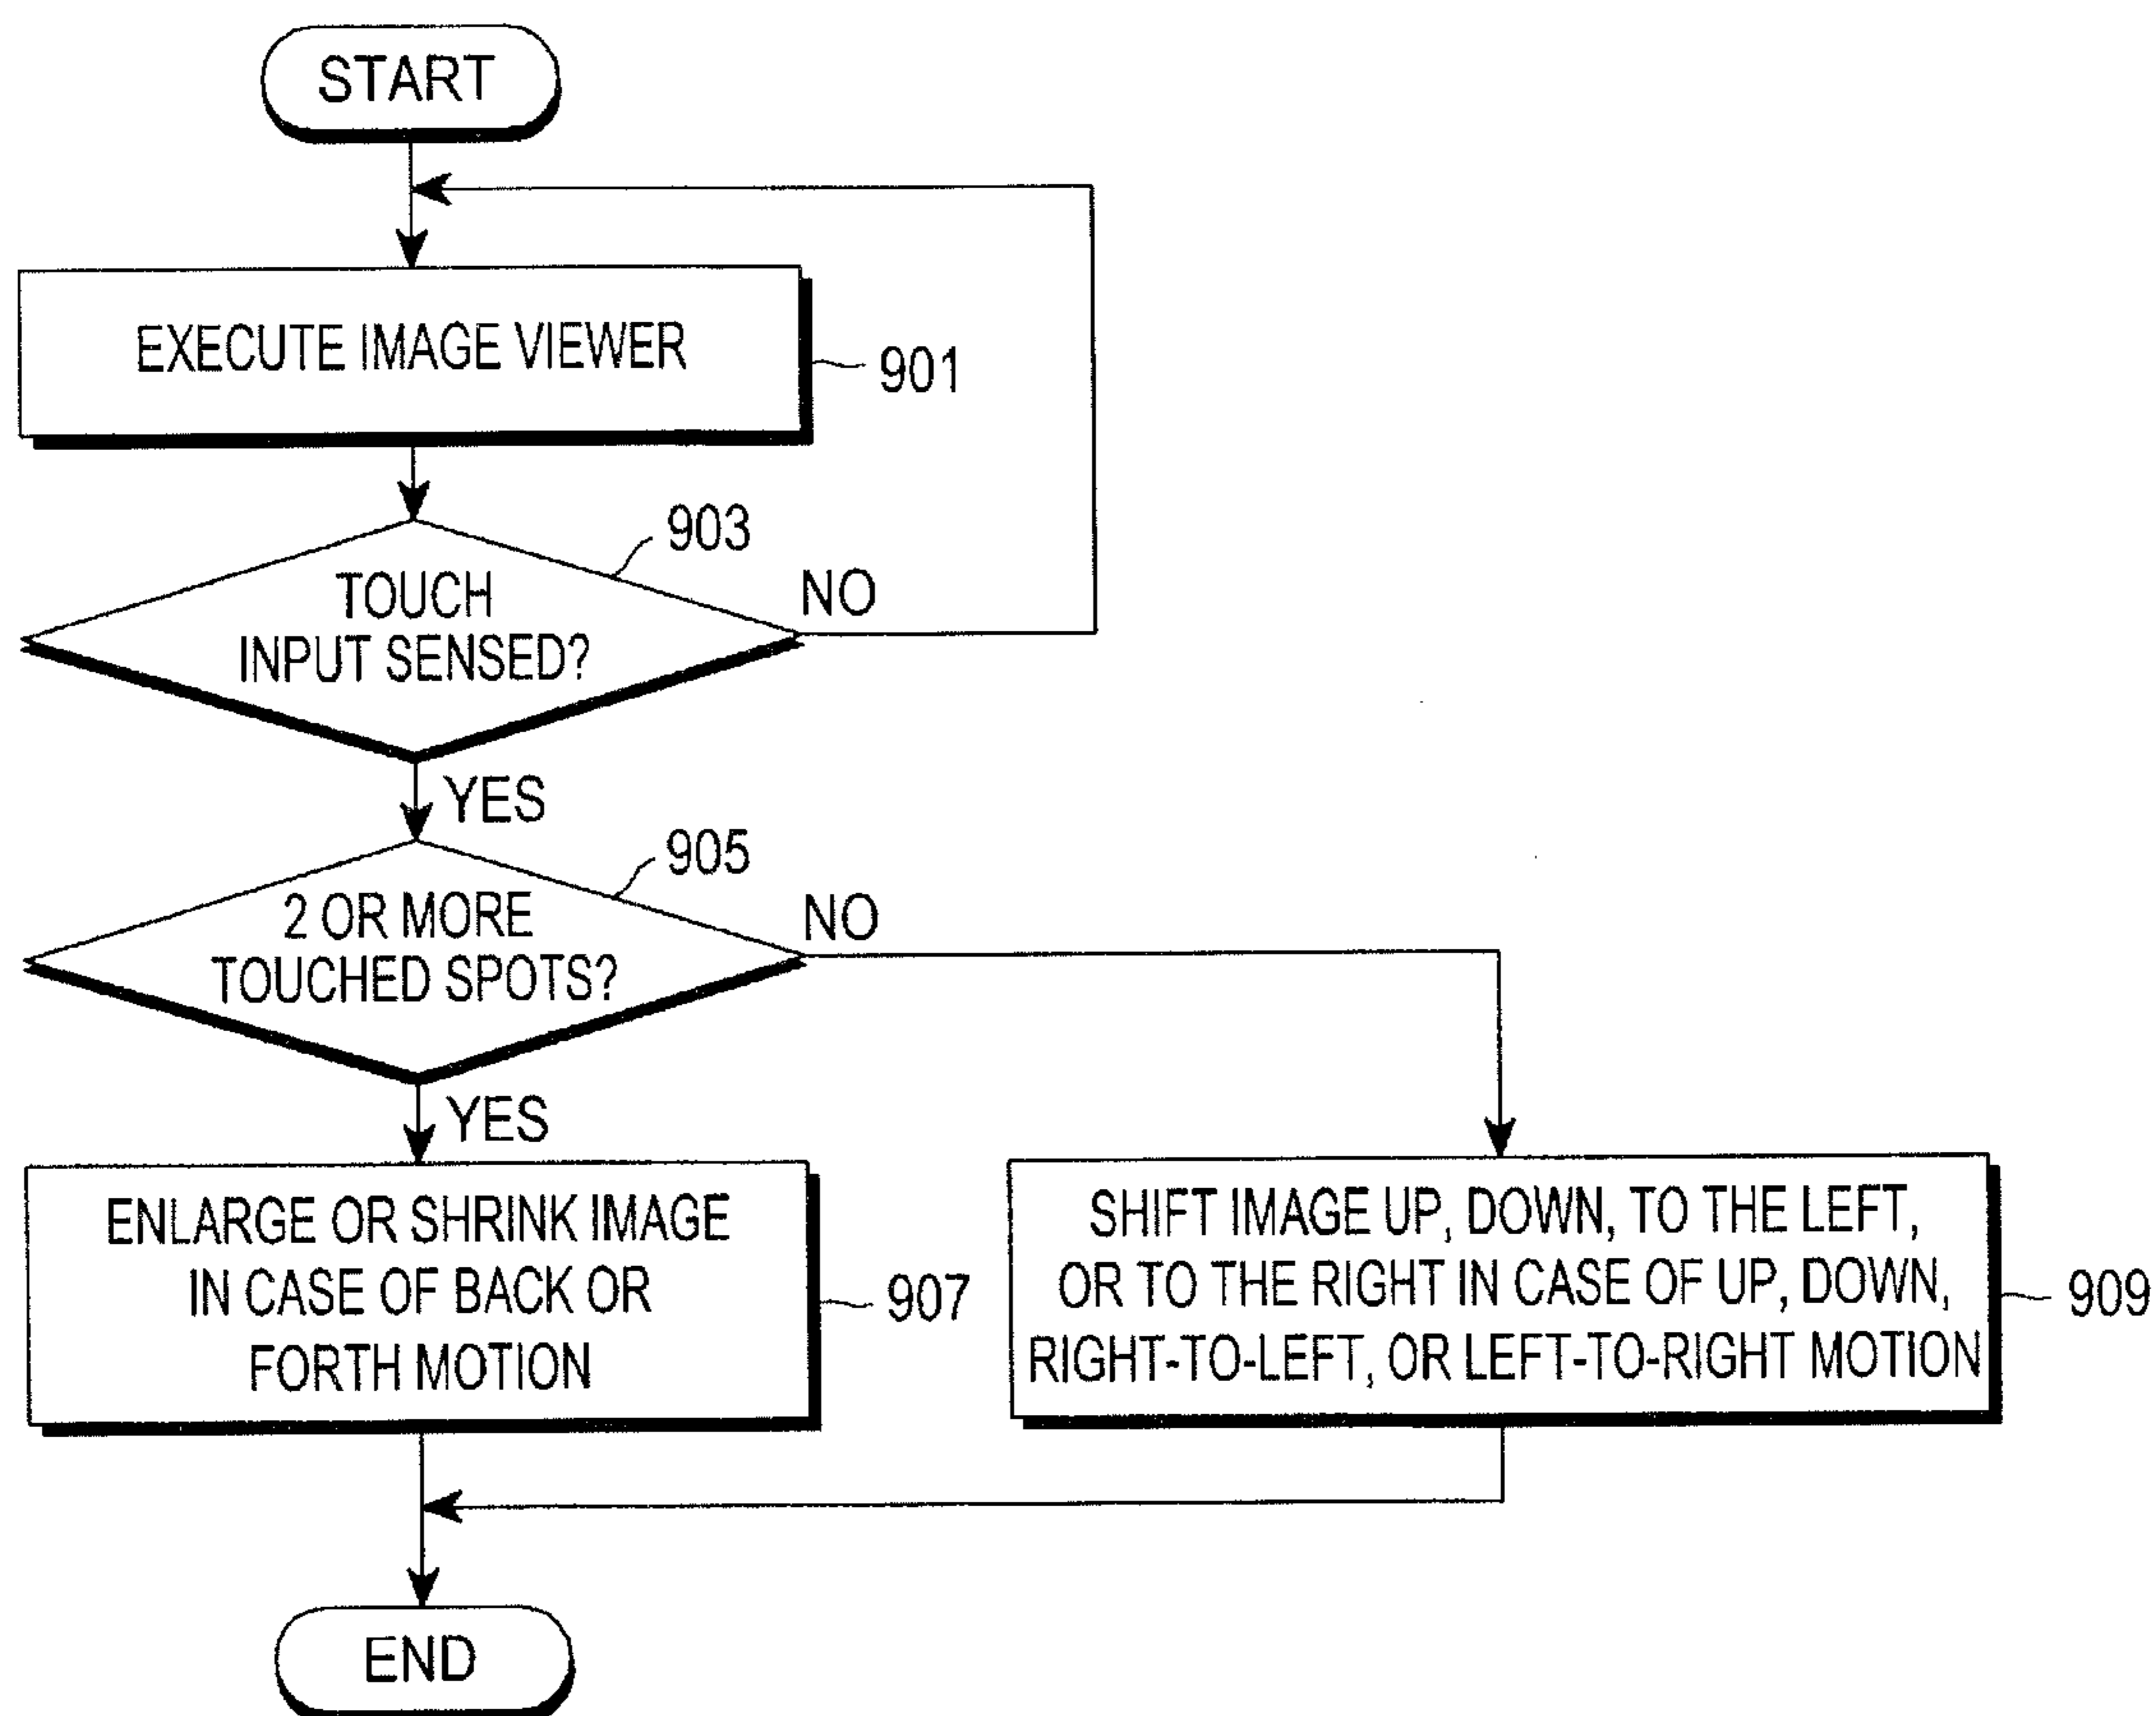 START
EXECUTE IMAGE VIEWER
901
903
TOUCH
INPUT SENSED?
NO
YES
905
2 OR MORE
TOUCHED SPOTS?
NO
YES
ENLARGE OR SHRINK IMAGE
IN CASE OF BACK OR
FORTH MOTION
907
SHIFT IMAGE UP, DOWN, TO THE LEFT,
OR TO THE RIGHT IN CASE OF UP, DOWN,
RIGHT-TO-LEFT, OR LEFT-TO-RIGHT MOTION
909
END